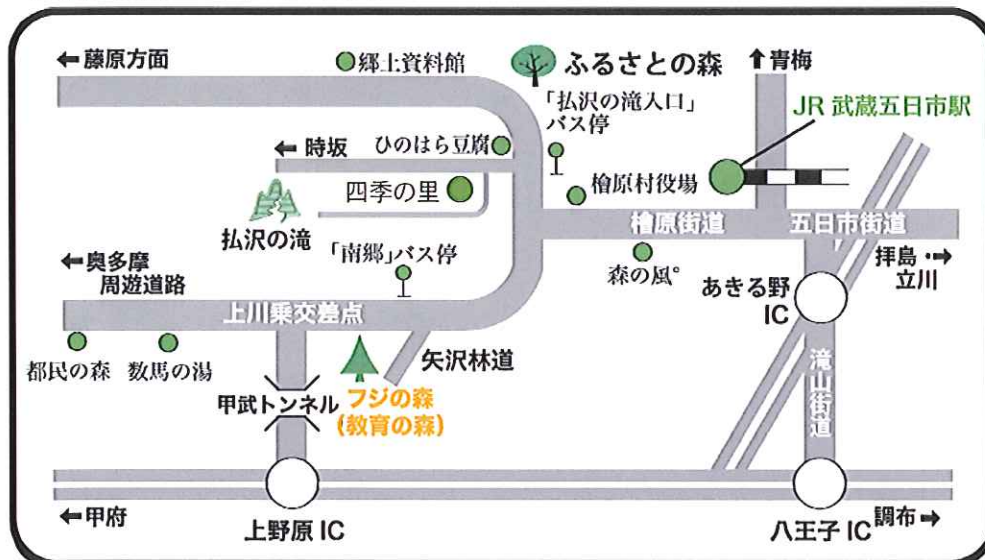 ←藤原方面
郷土資料館
ふるさとの森
↑青梅
「払沢の滝入口」
バス停
JR 武蔵五日市駅
←時坂
ひのはら豆腐
四季の里
檜原村役場
払沢の滝
檜原街道
五日市街道
「南郷」バス停
←奥多摩
周遊道路
森の風°
あきる野
IC
拝島・→
立川
上川乗交差点
都民の森
数馬の湯
矢沢林道
甲武トンネル
フジの森
(教育の森)
滝山街道
←甲府
上野原 IC
八王子 IC
調布→